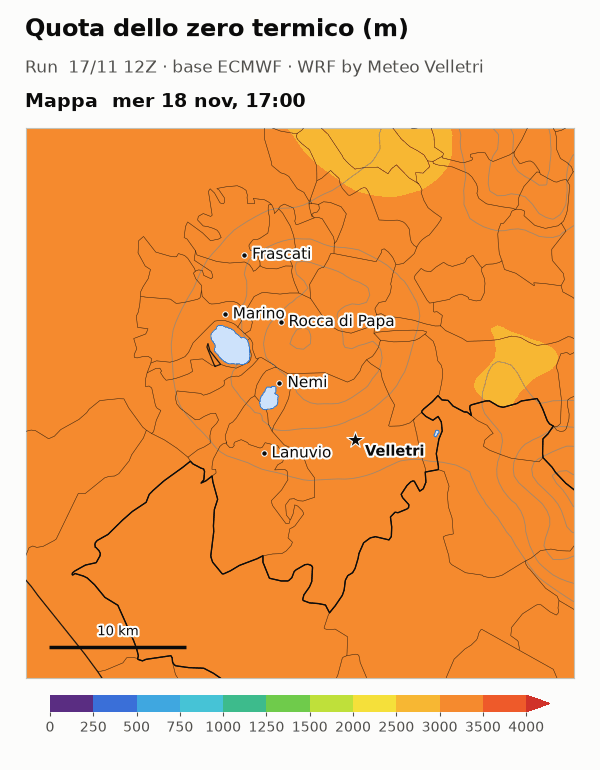 Quota dello zero termico (m)
Run  17/11 12Z · base ECMWF · WRF by Meteo Velletri
Mappa  mer 18 nov, 17:00
Frascati
Marino
Rocca di Papa
Nemi
Lanuvio
Velletri
10 km
0 250 500 750 1000 1250 1500 2000 2500 3000 3500 4000